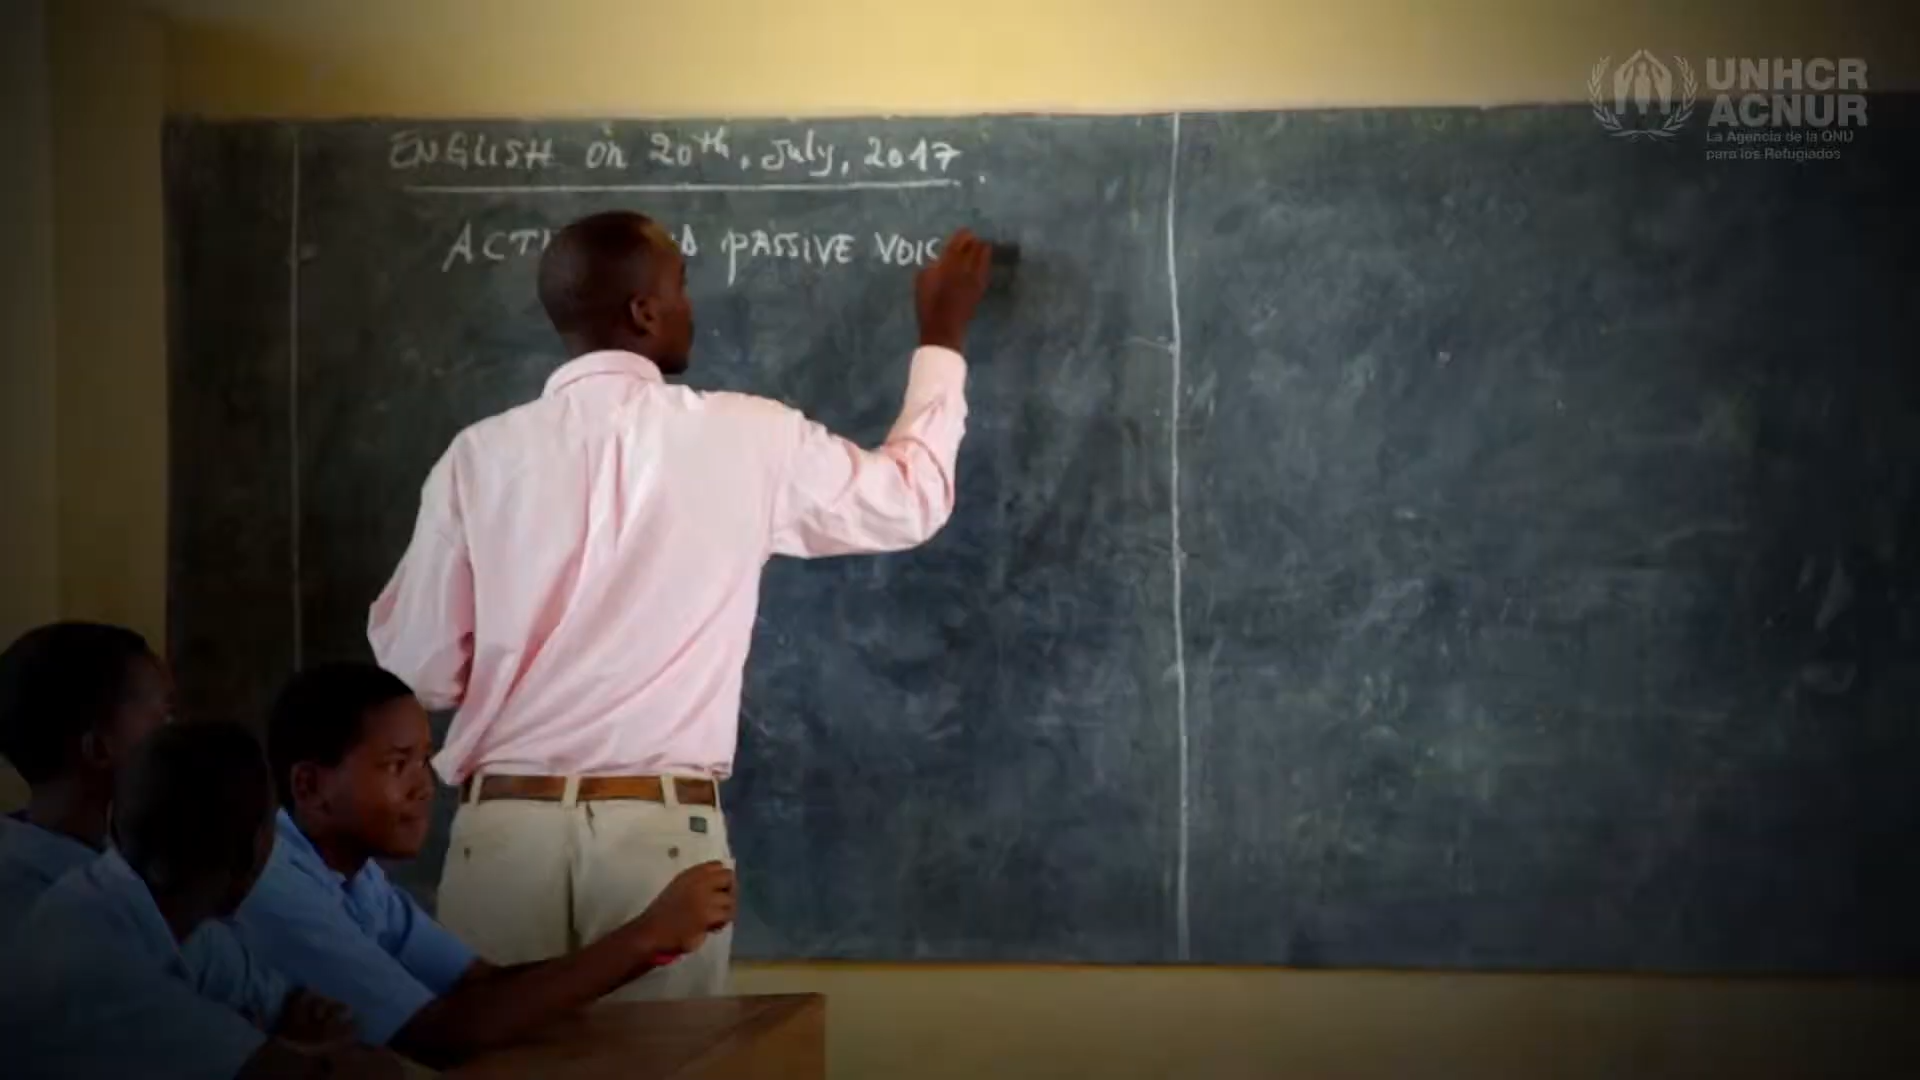 ENGLISH on 20th, July, 2017.
PASSIVE
UNHCR
ACNUR
La Agencia de la ONU
para los Refugiados